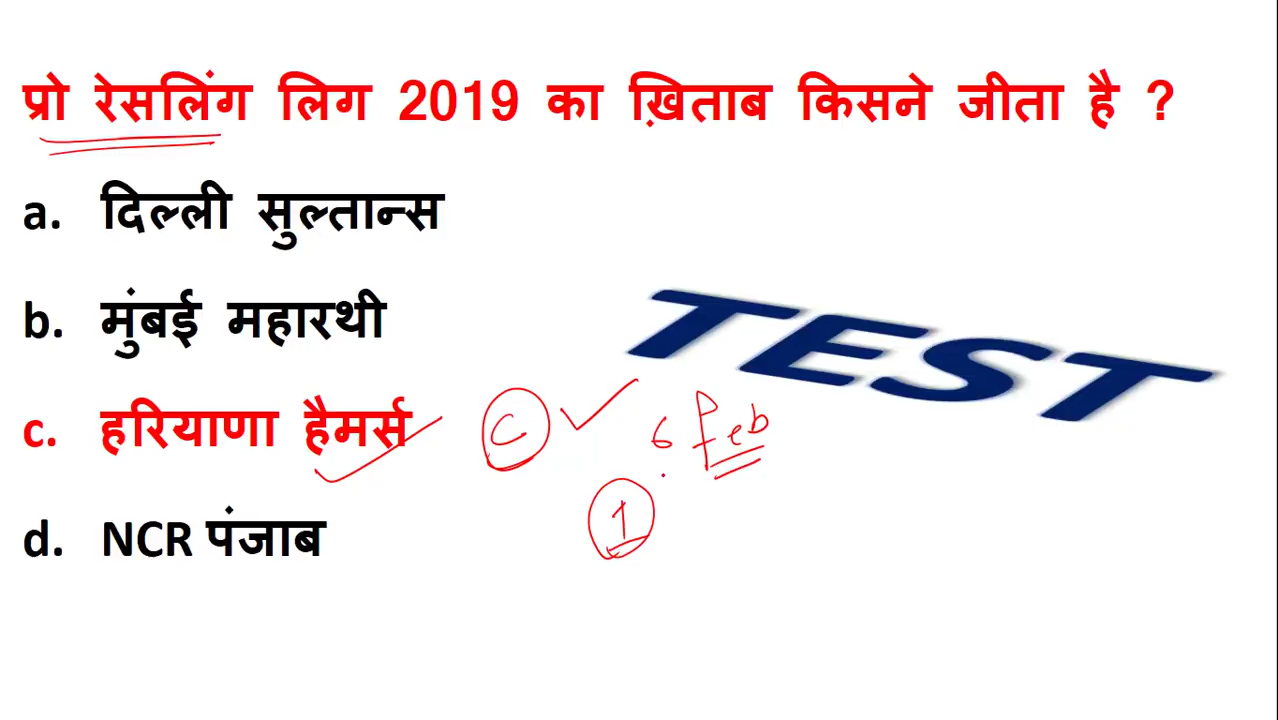 प्रो रेसलिंग लिग 2019 का ख़िताब किसने जीता है ?
a. दिल्ली सुल्तान्स
b. मुंबई महारथी
TEST
c. हरियाणा हैमर्स C 6 Feb
1
d. NCR पंजाब